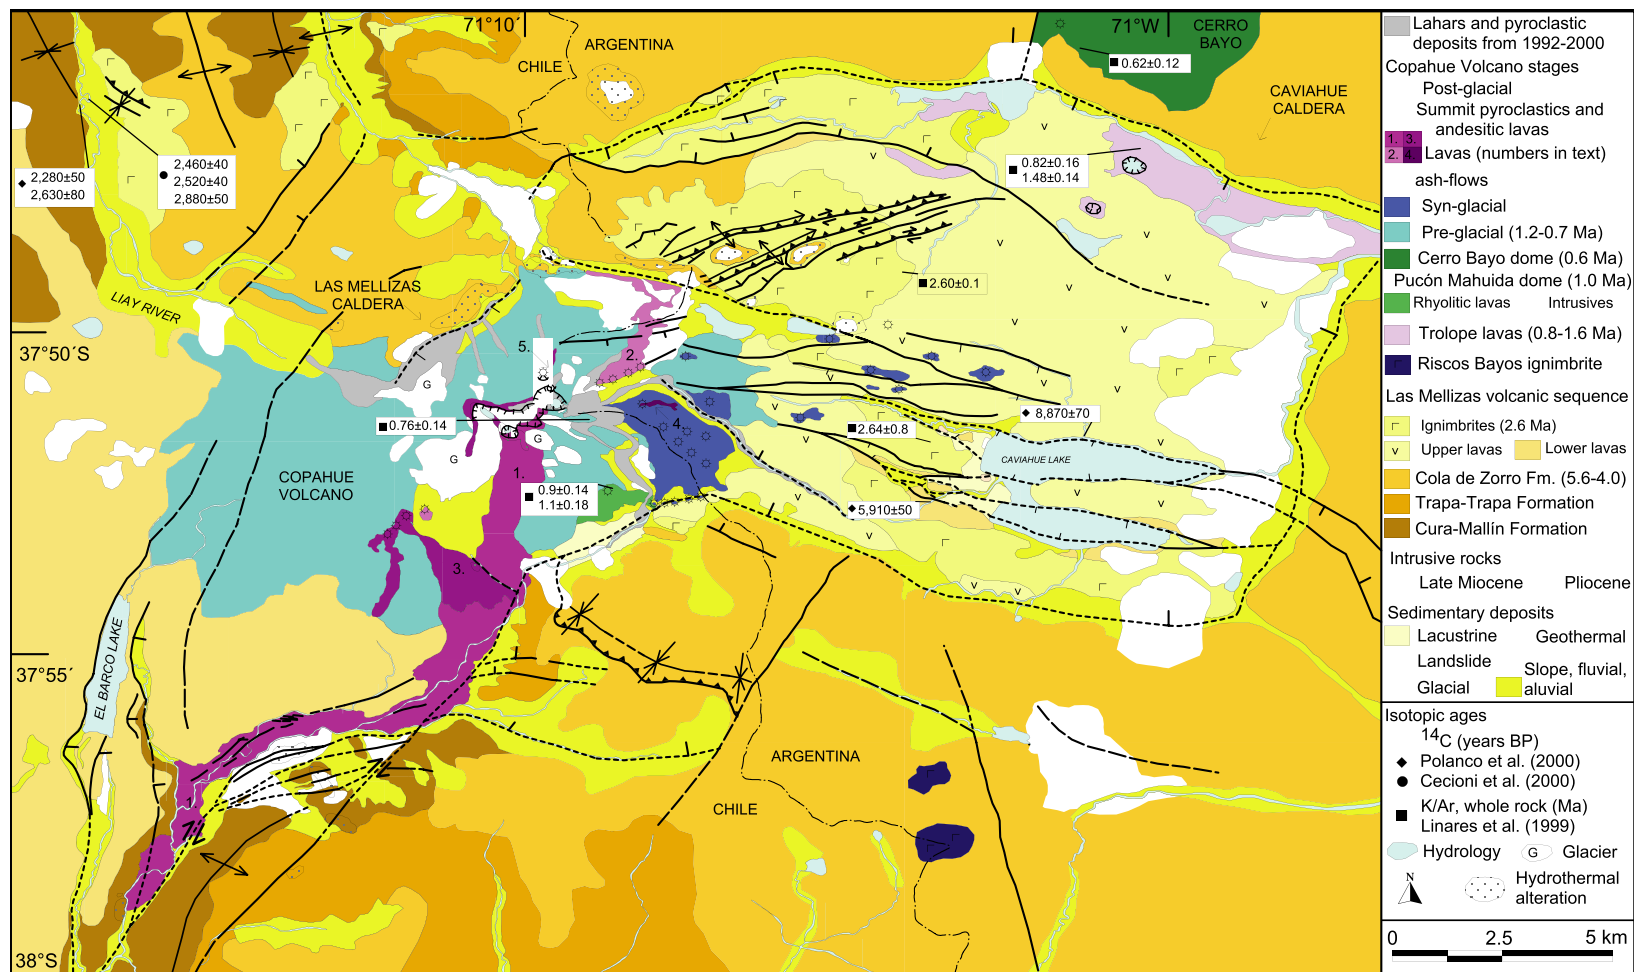 71°10´
71°W
CERRO
BAYO
ARGENTINA
CHILE
0.62±0.12
CAVIAHUE
CALDERA
2,460±40
2,520±40
2,880±50
2,280±50
2,630±80
0.82±0.16
1.48±0.14
LIAY RIVER
LAS MELLIZAS
CALDERA
2.60±0.1
37°50´S
5.
2.
G
8,870±70
0.76±0.14
4.
2.64±0.8
G
G
CAVIAHUE LAKE
COPAHUE
VOLCANO
1.
0.9±0.14
1.1±0.18
5,910±50
3.
EL BARCO LAKE
37°55´
ARGENTINA
CHILE
1.
38°S
Lahars and pyroclastic
deposits from 1992-2000
Copahue Volcano stages
Post-glacial
Summit pyroclastics and
andesitic lavas
1. 3.
2. 4. Lavas (numbers in text)
ash-flows
Syn-glacial
Pre-glacial (1.2-0.7 Ma)
Cerro Bayo dome (0.6 Ma)
Pucón Mahuida dome (1.0 Ma)
Rhyolitic lavas Intrusives
Trolope lavas (0.8-1.6 Ma)
Riscos Bayos ignimbrite
Las Mellizas volcanic sequence
Ignimbrites (2.6 Ma)
v Upper lavas Lower lavas
Cola de Zorro Fm. (5.6-4.0)
Trapa-Trapa Formation
Cura-Mallín Formation
Intrusive rocks
Late Miocene Pliocene
Sedimentary deposits
Lacustrine Geothermal
Landslide
Glacial
Slope, fluvial,
aluvial
Isotopic ages
14C (years BP)
Polanco et al. (2000)
Cecioni et al. (2000)
K/Ar, whole rock (Ma)
Linares et al. (1999)
Hydrology G Glacier
N
Hydrothermal
alteration
0 2.5 5 km